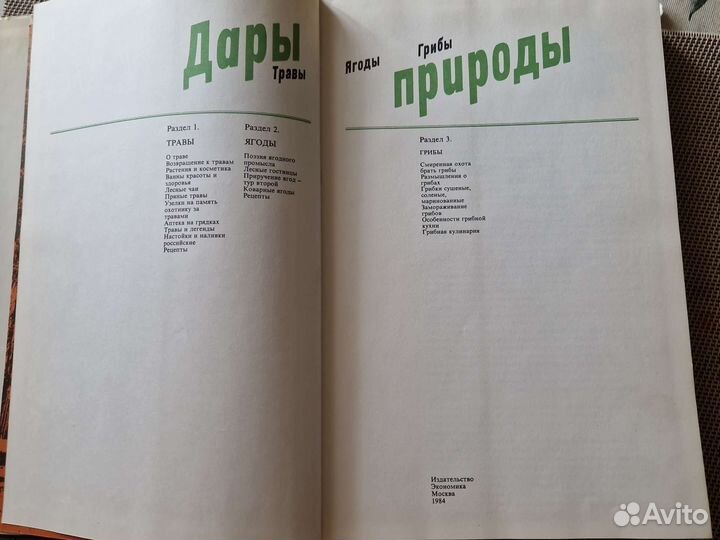 Дары
Травы
Ягоды
Грибы
природы
Раздел 1.
ТРАВЫ
О траве
Возвращение к травам
Растения и косметика
Ванны красоты и
здоровья
Лесные чаи
Пряные травы
Узелки на память
охотнику за
травами
Аптека на грядках
Травы и легенды
Настойки и наливки
российские
Рецепты
Раздел 2.
ЯГОДЫ
Поэзия ягодного
промысла
Лесные гостинцы
Приручение ягод –
тур второй
Коварные ягоды
Рецепты
Раздел 3.
ГРИБЫ
Смиренная охота
брать грибы
Размышления о
грибах
Грибки сушеные,
соленые,
маринованные
Замораживание
грибов
Особенности грибной
кухни
Грибная кулинария
Издательство
Экономика
Москва
1984
Avito